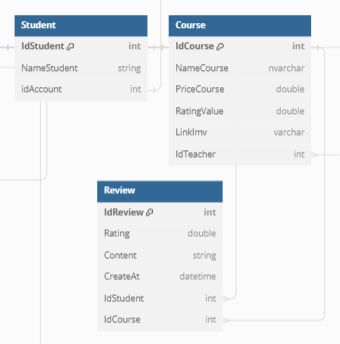 Student
IdStudent int
NameStudent string
idAccount int
Course
IdCourse int
NameCourse nvarchar
PriceCourse double
RatingValue double
LinkImv varchar
IdTeacher int
Review
IdReview int
Rating double
Content string
CreateAt datetime
IdStudent int
IdCourse int